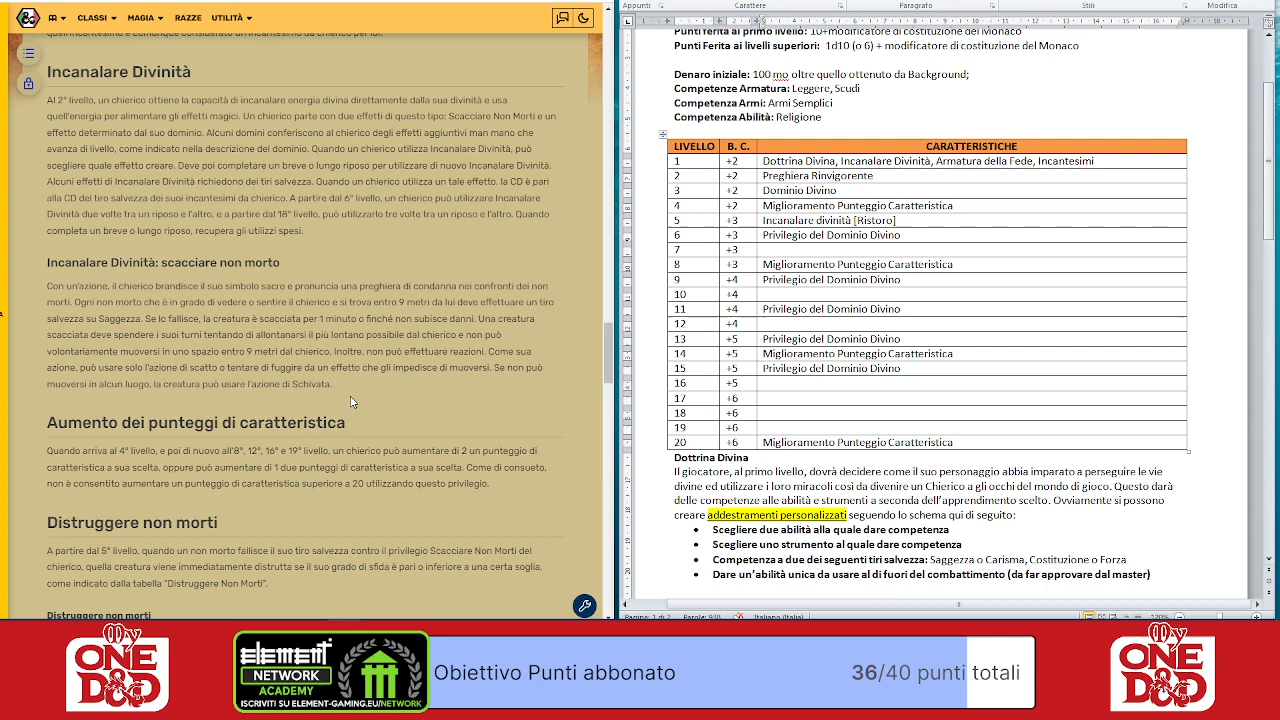 CLASSI
MAGIA
RAZZE
UTILITÀ
Incanalare Divinità
Al 2° livello, un chierico ottiene la capacità di incanalare energia divina direttamente dalla sua divinità e usa
quell'energia per alimentare gli effetti magici. Un chierico parte con due effetti di questo tipo: Scacciare Non Morti e un
effetto determinato dal suo dominio. Alcuni domini conferiscono al chierico degli effetti aggiuntivi man mano che
avanza di livello, come indicato nella descrizione del dominio. Quando un chierico utilizza Incanalare Divinità, può
scegliere quale effetto creare. Deve poi completare un breve o lungo riposo per utilizzare di nuovo Incanalare Divinità.
Alcuni effetti di Incanalare Divinità richiedono dei tiri salvezza. Quando un chierico utilizza un tale effetto, la CD è pari
alla CD del tiro salvezza dei suoi incantesimi da chierico. A partire dal 6° livello, un chierico può utilizzare Incanalare
Divinità due volte tra un riposo e l'altro, e a partire dal 18° livello, può utilizzarlo tre volte tra un riposo e l'altro. Quando
completa un breve o lungo riposo, recupera gli utilizzi spesi.
Incanalare Divinità: scacciare non morto
Con un'azione, il chierico brandisce il suo simbolo sacro e pronuncia una preghiera di condanna nei confronti dei non
morti. Ogni non morto che è in grado di vedere o sentire il chierico e si trova entro 9 metri da lui deve effettuare un tiro
salvezza su Saggezza. Se lo fallisce, la creatura è scacciata per 1 minuto o finché non subisce danni. Una creatura
scacciata deve spendere i suoi turni tentando di allontanarsi il più lontano possibile dal chierico e non può
volontariamente muoversi in uno spazio entro 9 metri dal chierico. Inoltre, non può effettuare reazioni. Come sua
azione, può usare solo l'azione di scatto o tentare di fuggire da un effetto che gli impedisce di muoversi. Se non può
muoversi in alcun luogo, la creatura può usare l'azione di Schivata.
Aumento dei punteggi di caratteristica
Quando arriva al 4° livello, e poi di nuovo all'8°, 12°, 16° e 19° livello, un chierico può aumentare di 2 un punteggio di
caratteristica a sua scelta, oppure può aumentare di 1 due punteggi di caratteristica a sua scelta. Come di consueto,
non è consentito aumentare un punteggio di caratteristica superiore a 20 utilizzando questo privilegio.
Distruggere non morti
A partire dal 5° livello, quando un non morto fallisce il suo tiro salvezza contro il privilegio Scacciare Non Morti del
chierico, quella creatura viene immediatamente distrutta se il suo grado di sfida è pari o inferiore a una certa soglia,
come indicato dalla tabella "Distruggere Non Morti".
Distruggere non morti
Appunti
Carattere
Paragrafo
Stili
Modifica
Punti ferita al primo livello: 10+modificatore di costituzione del Monaco
Punti Ferita ai livelli superiori: 1d10 (o 6) + modificatore di costituzione del Monaco
Denaro iniziale: 100 mo oltre quello ottenuto da Background;
Competenze Armatura: Leggere, Scudi
Competenza Armi: Armi Semplici
Competenza Abilità: Religione
LIVELLO B. C. CARATTERISTICHE
1 +2 Dottrina Divina, Incanalare Divinità, Armatura della Fede, Incantesimi
2 +2 Preghiera Rinvigorente
3 +2 Dominio Divino
4 +2 Miglioramento Punteggio Caratteristica
5 +3 Incanalare divinità [Ristoro]
6 +3 Privilegio del Dominio Divino
7 +3
8 +3 Miglioramento Punteggio Caratteristica
9 +4 Privilegio del Dominio Divino
10 +4
11 +4 Privilegio del Dominio Divino
12 +4
13 +5 Privilegio del Dominio Divino
14 +5 Miglioramento Punteggio Caratteristica
15 +5 Privilegio del Dominio Divino
16 +5
17 +6
18 +6
19 +6
20 +6 Miglioramento Punteggio Caratteristica
Dottrina Divina
Il giocatore, al primo livello, dovrà decidere come il suo personaggio abbia imparato a perseguire le vie
divine ed utilizzare i loro miracoli così da divenire un Chierico a gli occhi del mondo di gioco. Questo darà
delle competenze alle abilità e strumenti a seconda dell'apprendimento scelto. Ovviamente si possono
creare addestramenti personalizzati seguendo lo schema qui di seguito:
• Scegliere due abilità alla quale dare competenza
• Scegliere uno strumento al quale dare competenza
• Competenza a due dei seguenti tiri salvezza: Saggezza o Carisma, Costituzione o Forza
• Dare un'abilità unica da usare al di fuori del combattimento (da far approvare dal master)
Pagina: 1 di 2 Parole: 938 Italiano (Italia) 120%
My
ONE
D&D
element
NETWORK
ACADEMY
ISCRIVITI SU ELEMENT-GAMING.EU/NETWORK
Obiettivo Punti abbonato
36/40 punti totali
My
ONE
D&D